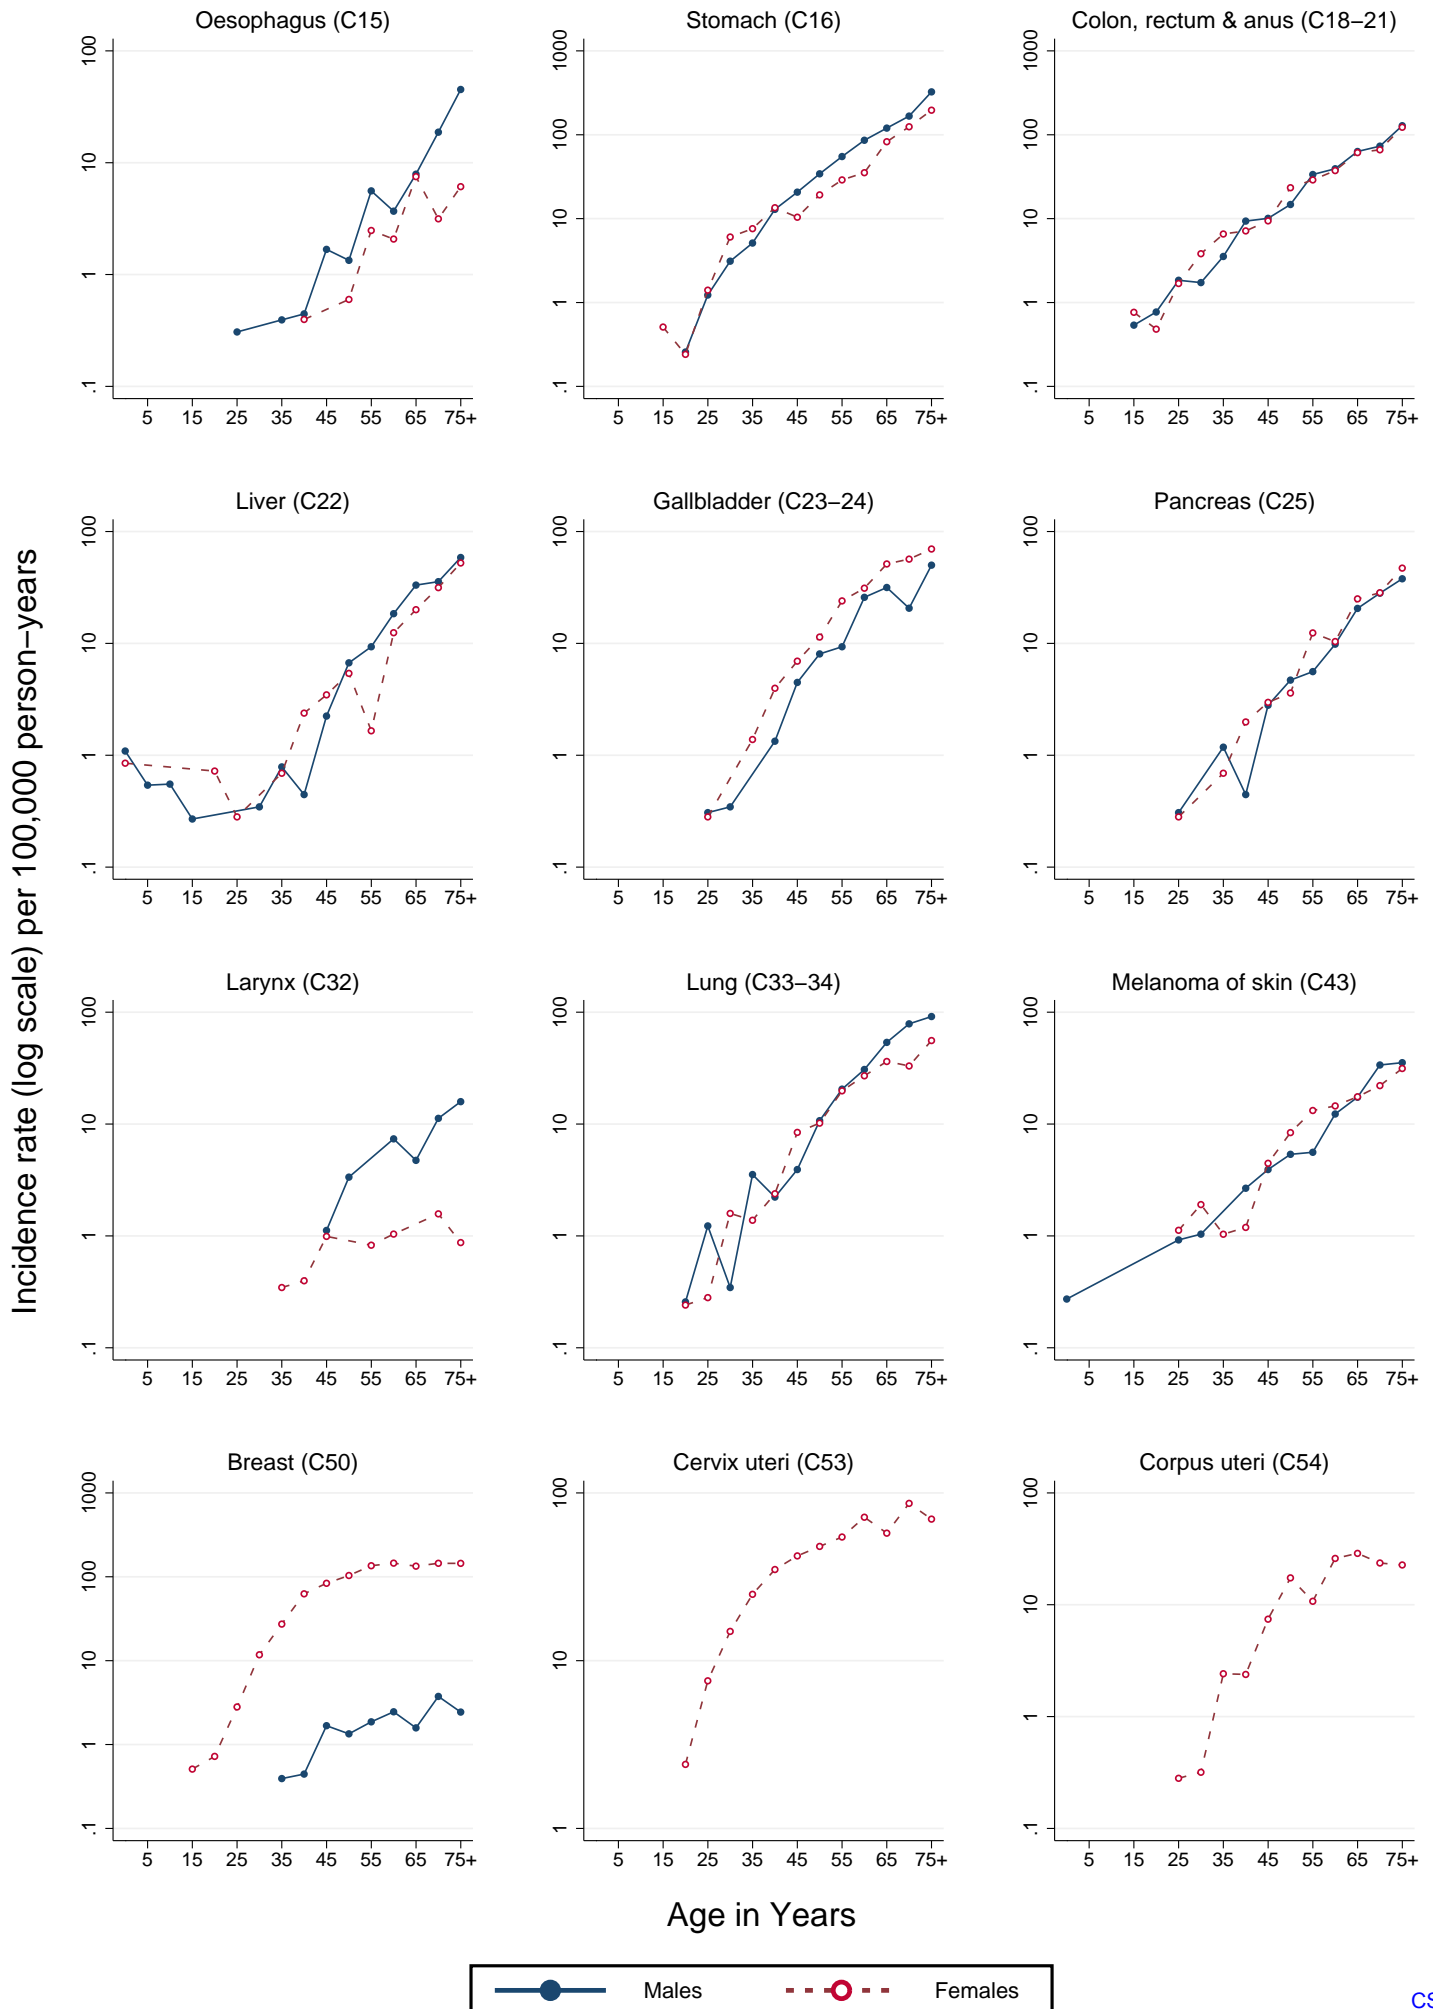 Oesophagus (C15)
Stomach (C16)
Colon, rectum & anus (C18–21)
100
10
1
.1
5 15 25 35 45 55 65 75+
1000
100
10
1
.1
5 15 25 35 45 55 65 75+
1000
100
10
1
.1
5 15 25 35 45 55 65 75+
Incidence rate (log scale) per 100,000 person–years
Liver (C22)
Gallbladder (C23–24)
Pancreas (C25)
100
10
1
.1
5 15 25 35 45 55 65 75+
100
10
1
.1
5 15 25 35 45 55 65 75+
100
10
1
.1
5 15 25 35 45 55 65 75+
Larynx (C32)
Lung (C33–34)
Melanoma of skin (C43)
100
10
1
.1
5 15 25 35 45 55 65 75+
100
10
1
.1
5 15 25 35 45 55 65 75+
100
10
1
.1
5 15 25 35 45 55 65 75+
Breast (C50)
Cervix uteri (C53)
Corpus uteri (C54)
1000
100
10
1
.1
5 15 25 35 45 55 65 75+
100
10
1
5 15 25 35 45 55 65 75+
100
10
1
.1
5 15 25 35 45 55 65 75+
Age in Years
Males Females